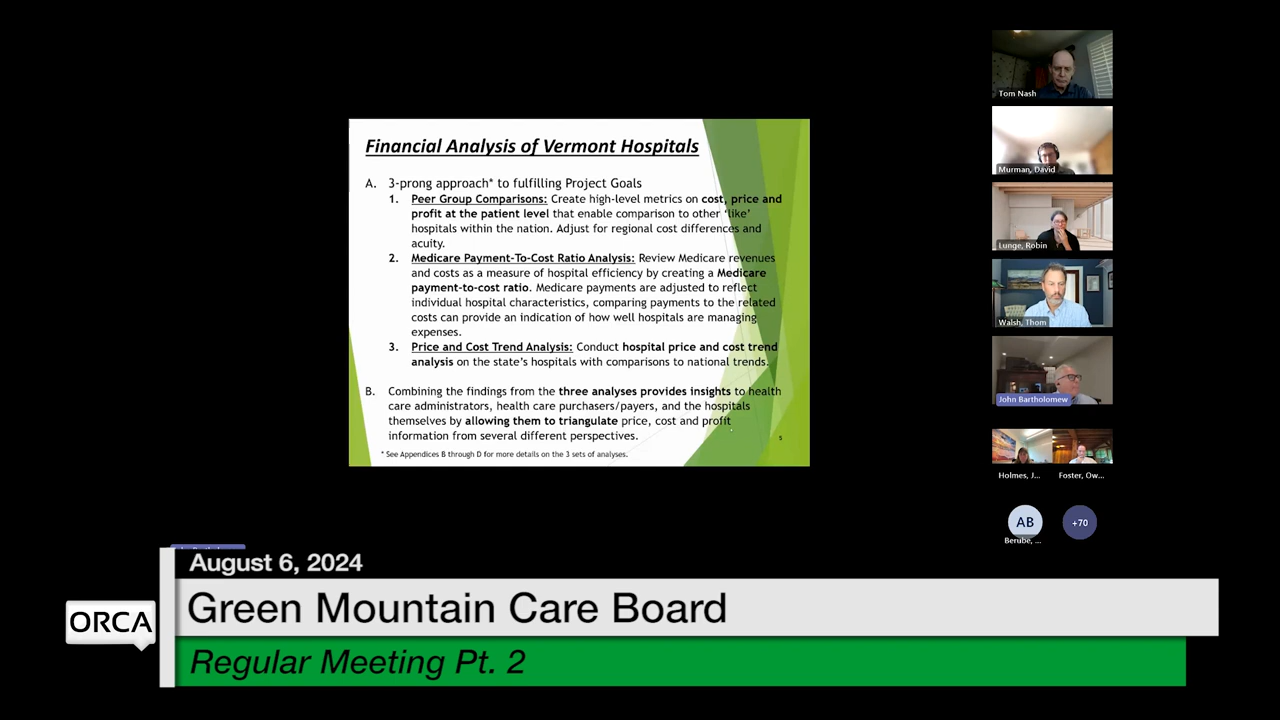 Financial Analysis of Vermont Hospitals
A. 3-prong approach* to fulfilling Project Goals
1. Peer Group Comparisons: Create high-level metrics on cost, price and
profit at the patient level that enable comparison to other 'like'
hospitals within the nation. Adjust for regional cost differences and
acuity.
2. Medicare Payment-To-Cost Ratio Analysis: Review Medicare revenues
and costs as a measure of hospital efficiency by creating a Medicare
payment-to-cost ratio. Medicare payments are adjusted to reflect
individual hospital characteristics, comparing payments to the related
costs can provide an indication of how well hospitals are managing
expenses.
3. Price and Cost Trend Analysis: Conduct hospital price and cost trend
analysis on the state's hospitals with comparisons to national trends.
B. Combining the findings from the three analyses provides insights to health
care administrators, health care purchasers/payers, and the hospitals
themselves by allowing them to triangulate price, cost and profit
information from several different perspectives.
5
* See Appendices B through D for more details on the 3 sets of analyses.
Tom Nash
Murman, David
Lunge, Robin
Walsh, Thom
John Bartholomew
Holmes, J...
Foster, Ow...
AB
+70
Berube, ...
August 6, 2024
ORCA
Green Mountain Care Board
Regular Meeting Pt. 2